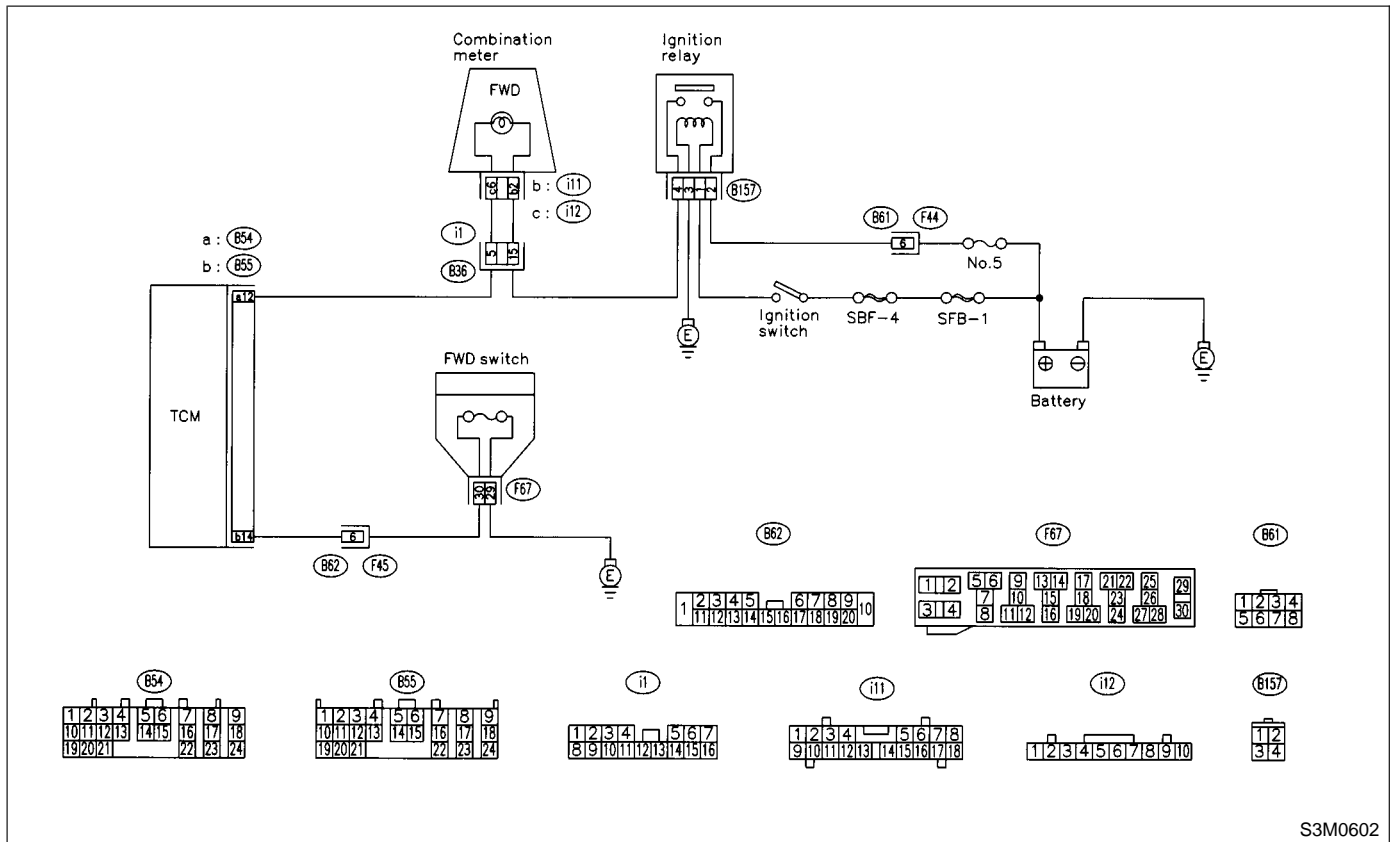 Combination
meter
FWD
c6 b2
b : i11
c : i12
i1
5 15
B36
Ignition
relay
4 3 1 2
B157
B61 F44
6
No.5
Ignition
switch
SBF-4
SFB-1
E
E
Battery
a : B54
b : B55
TCM
a12
b14
FWD switch
30 29
F67
6
B62 F45
E
B62
1 2 3 4 5 6 7 8 9 10
11 12 13 14 15 16 17 18 19 20
F67
1 2 5 6 9 13 14 17 21 22 25 29
7 10 15 18 23 26
3 4 8 11 12 16 19 20 24 27 28 30
B61
1 2 3 4
5 6 7 8
B54
1 2 3 4 5 6 7 8 9
10 11 12 13 14 15 16 17 18
19 20 21 22 23 24
B55
1 2 3 4 5 6 7 8 9
10 11 12 13 14 15 16 17 18
19 20 21 22 23 24
i1
1 2 3 4 5 6 7
8 9 10 11 12 13 14 15 16
i11
1 2 3 4 5 6 7 8
9 10 11 12 13 14 15 16 17 18
i12
1 2 3 4 5 6 7 8 9 10
B157
1 2
3 4
S3M0602